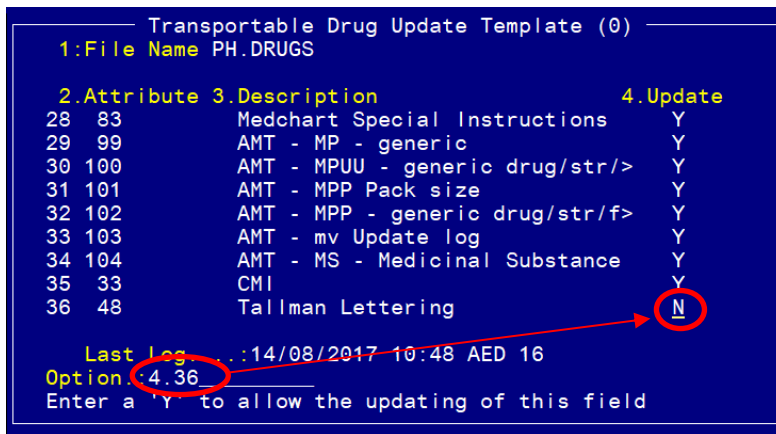 Transportable Drug Update Template (0)
1:File Name PH.DRUGS
2.Attribute 3.Description 4.Update
28 83 Medchart Special Instructions Y
29 99 AMT - MP - generic Y
30 100 AMT - MPUU - generic drug/str/> Y
31 101 AMT - MPP Pack size Y
32 102 AMT - MPP - generic drug/str/f> Y
33 103 AMT - mv Update log Y
34 104 AMT - MS - Medicinal Substance Y
35 33 CMI Y
36 48 Tallman Lettering N
Last Log. ..:14/08/2017 10:48 AED 16
Option.:4.36
Enter a 'Y' to allow the updating of this field